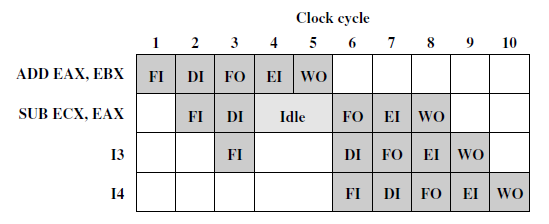 Clock cycle
1 2 3 4 5 6 7 8 9 10
ADD EAX, EBX FI DI FO EI WO
SUB ECX, EAX FI DI Idle FO EI WO
I3 FI DI FO EI WO
I4 FI DI FO EI WO